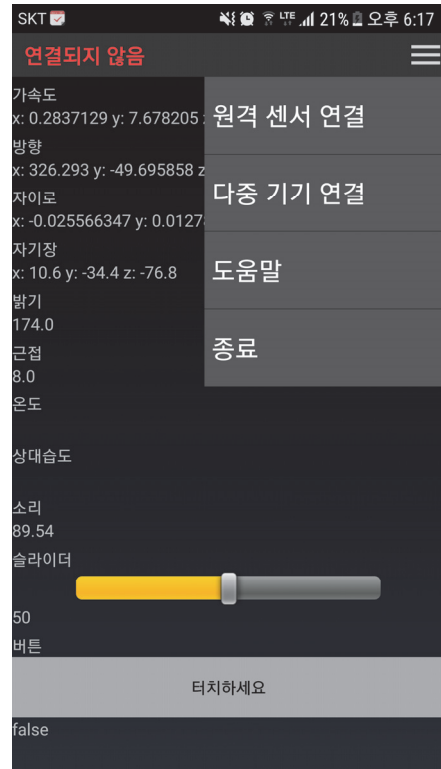 SKT LTE 21% 오후 6:17
연결되지 않음
가속도
x: 0.2837129 y: 7.678205
원격 센서 연결
방향
x: 326.293 y: -49.695858 z
다중 기기 연결
자이로
x: -0.025566347 y: 0.0127
자기장
x: 10.6 y: -34.4 z: -76.8
도움말
밝기
174.0
종료
근접
8.0
온도
상대습도
소리
89.54
슬라이더
50
버튼
터치하세요
false